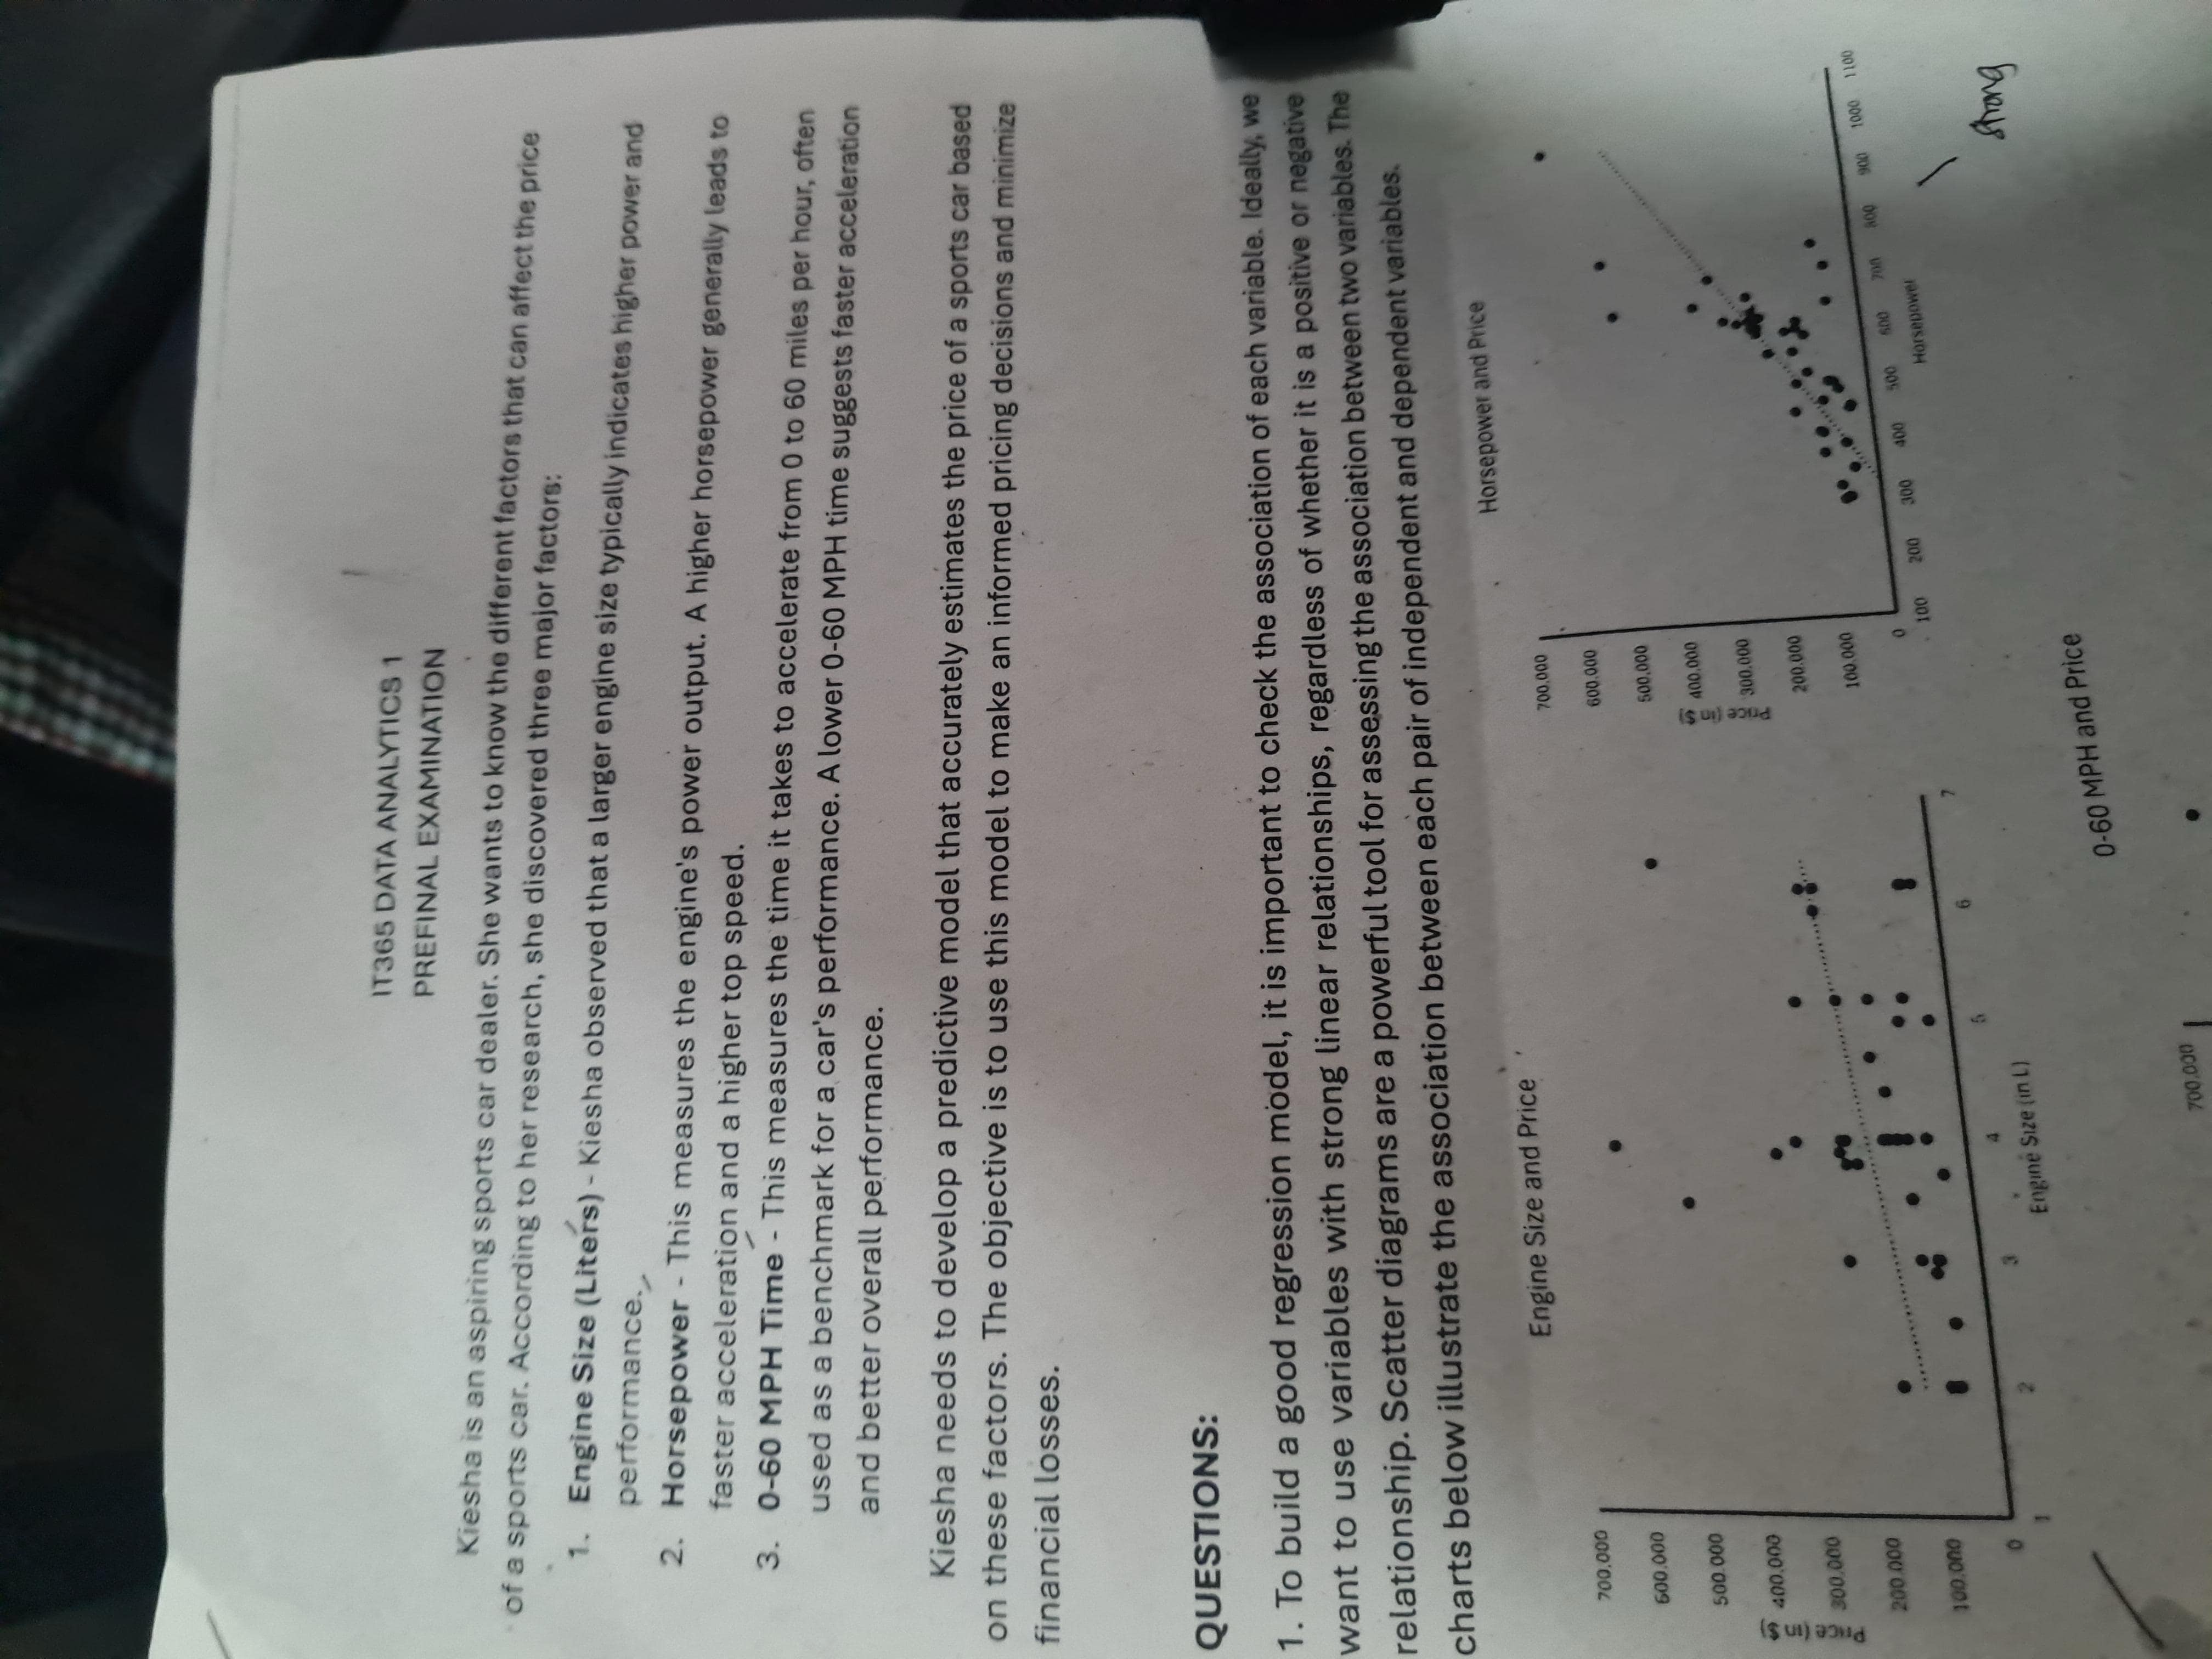 IT365 DATA ANALYTICS 1
PREFINAL EXAMINATION
Kiesha is an aspiring sports car dealer. She wants to know the different factors that can affect the price
of a sports car. According to her research, she discovered three major factors:
1. Engine Size (Liters) - Kiesha observed that a larger engine size typically indicates higher power and
performance.
2. Horsepower - This measures the engine's power output. A higher horsepower generally leads to
faster acceleration and a higher top speed.
3. 0-60 MPH Time - This measures the time it takes to accelerate from 0 to 60 miles per hour, often
used as a benchmark for a car's performance. A lower 0-60 MPH time suggests faster acceleration
and better overall performance.
Kiesha needs to develop a predictive model that accurately estimates the price of a sports car based
on these factors. The objective is to use this model to make an informed pricing decisions and minimize
financial losses.
QUESTIONS:
1. To build a good regression model, it is important to check the association of each variable. Ideally, we
want to use variables with strong linear relationships, regardless of whether it is a positive or negative
relationship. Scatter diagrams are a powerful tool for assessing the association between two variables. The
charts below illustrate the association between each pair of independent and dependent variables.
Engine Size and Price
700.000
600.000
500.000
400.000
300.000
200.000
100.000
0
Price (in $)
1 2 3 4 5 6 7
Engine Size (in L)
Horsepower and Price
700.000
600.000
500.000
400.000
300.000
200.000
100.000
0
Price (in $)
100 200 300 400 500 600 700 800 900 1000 1100
Horsepower
strong
0-60 MPH and Price
700.000